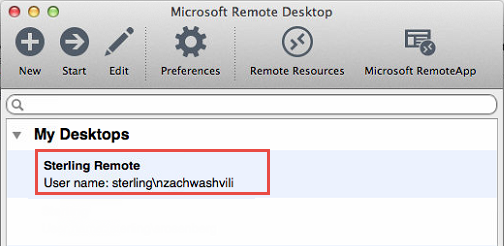 Microsoft Remote Desktop
New Start Edit Preferences Remote Resources Microsoft RemoteApp
My Desktops
Sterling Remote
User name: sterling\nzachwashvili